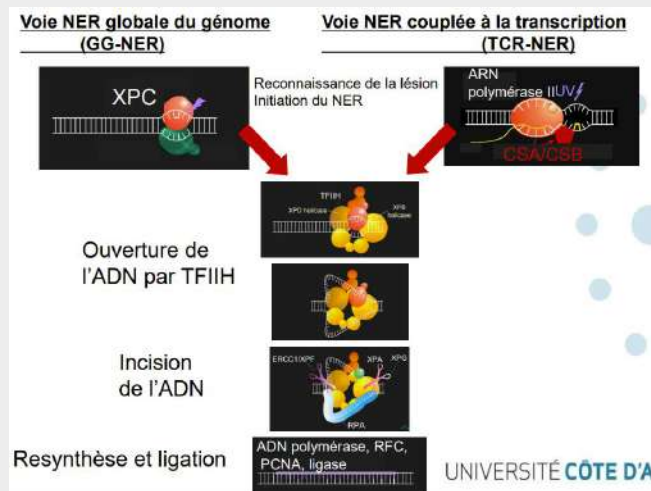 Voie NER globale du génome
(GG-NER)
Voie NER couplée à la transcription
(TCR-NER)
XPC
Reconnaissance de la lésion
Initiation du NER
ARN
polymérase II
UV
CSA/CSB
TFIIH
XPD helicase
XPB
helicase
Ouverture de
l'ADN par TFIIH
Incision
de l'ADN
ERCC1/XPF
XPA
XPG
RPA
Resynthèse et ligation
ADN polymérase, RFC,
PCNA, ligase
UNIVERSITÉ CÔTE D'A